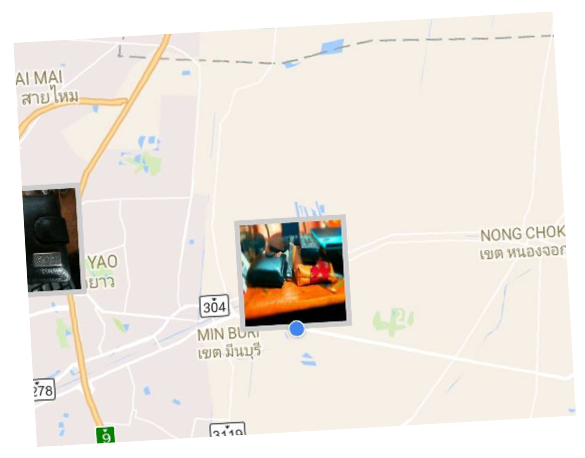 AI MAI
สายไหม
NONG CHOK
เขต หนองจอก
YAO
ยาว
304
MIN BURI
เขต มีนบุรี
278
9
3119